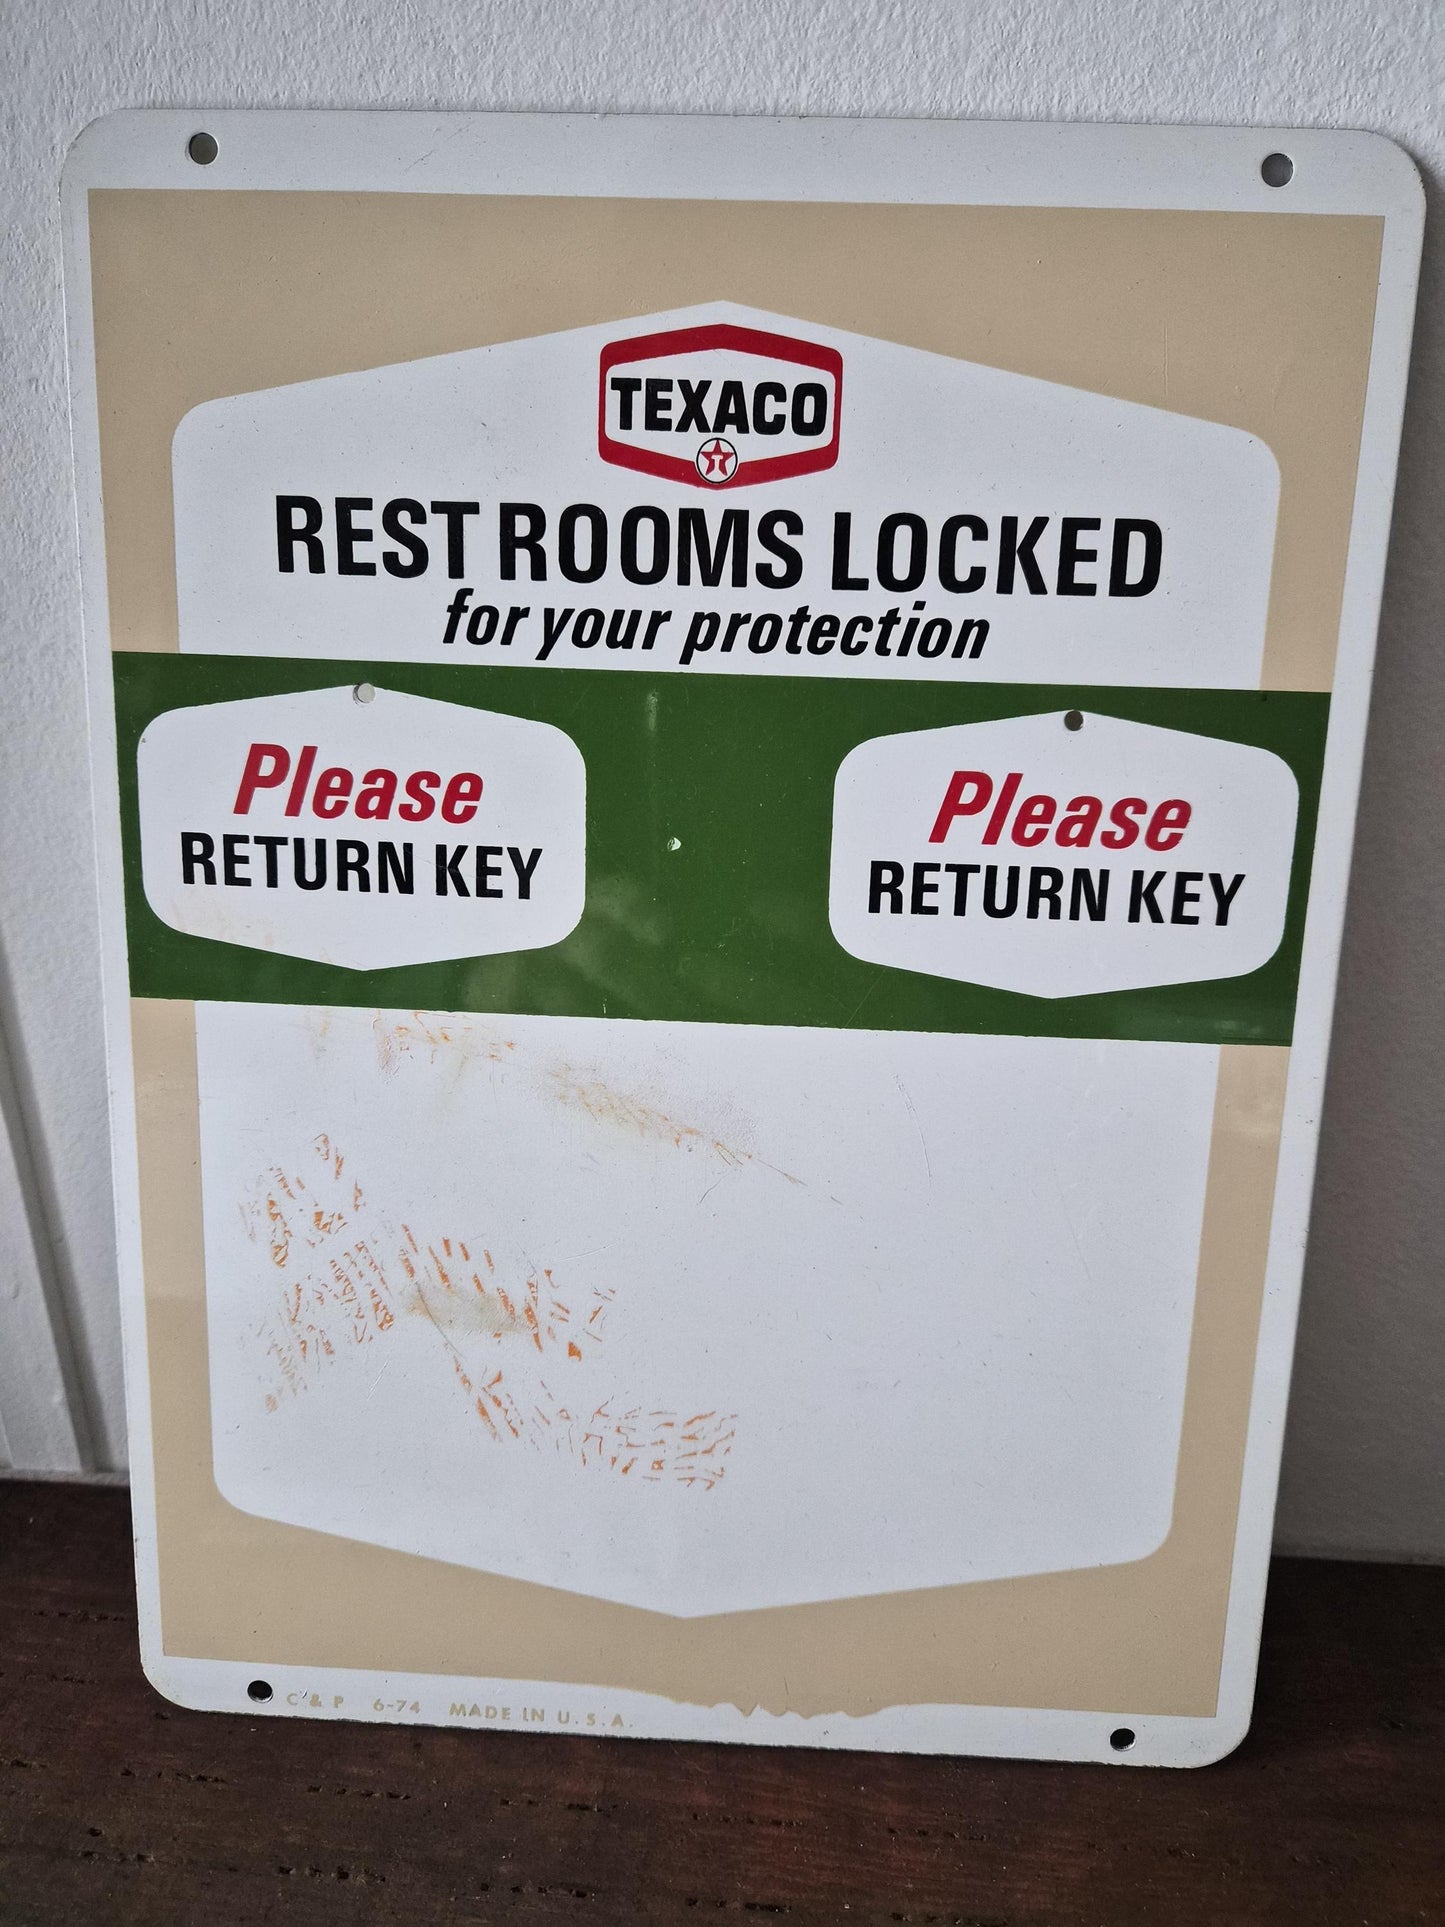 TEXACO
T
REST ROOMS LOCKED
for your protection
Please
RETURN KEY
Please
RETURN KEY
C & P 6-74 MADE IN U.S.A.